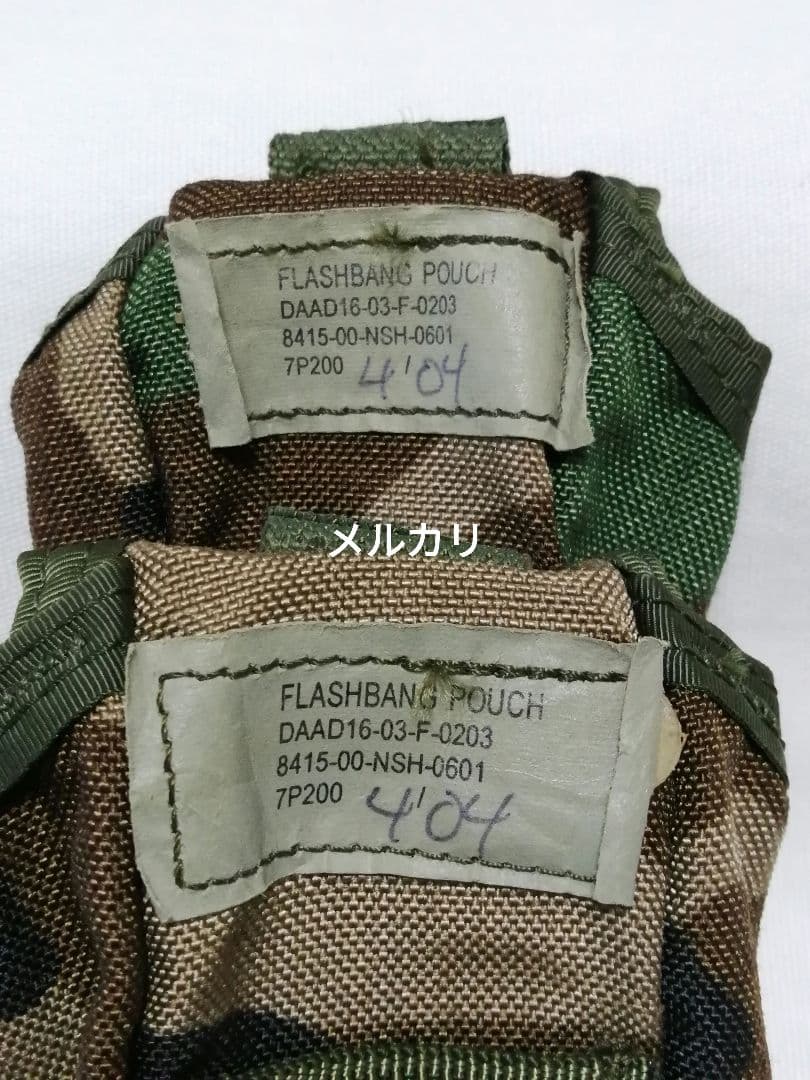 FLASHBANG POUCH
DAAD16-03-F-0203
8415-00-NSH-0601
7P200 4/04
メルカリ
FLASHBANG POUCH
DAAD16-03-F-0203
8415-00-NSH-0601
7P200 4/04